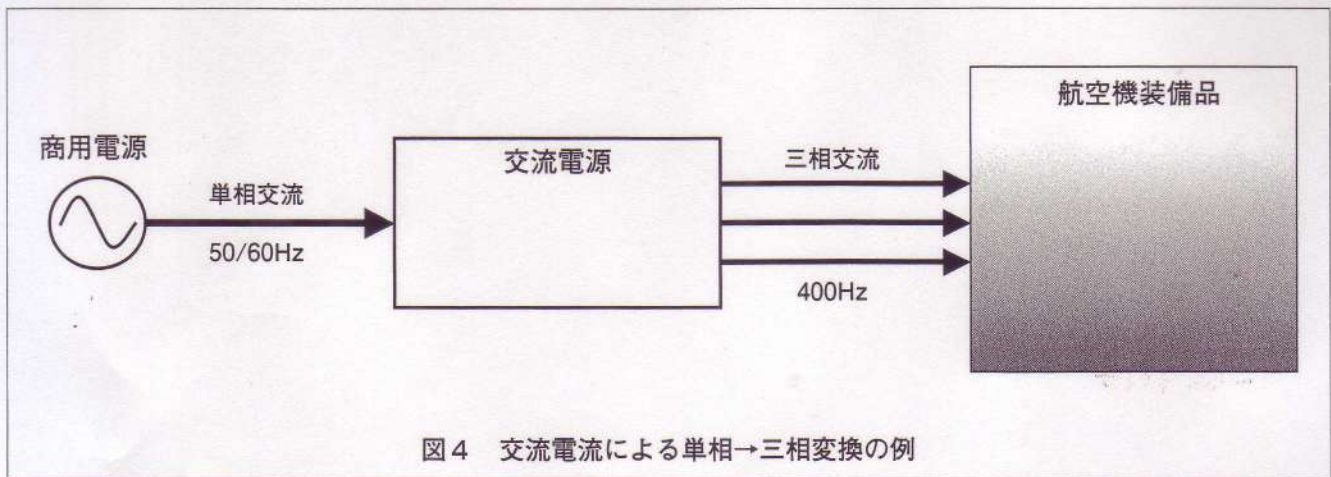 商用電源
単相交流
50/60Hz
交流電源
三相交流
400Hz
航空機装備品
図4 交流電流による単相→三相変換の例